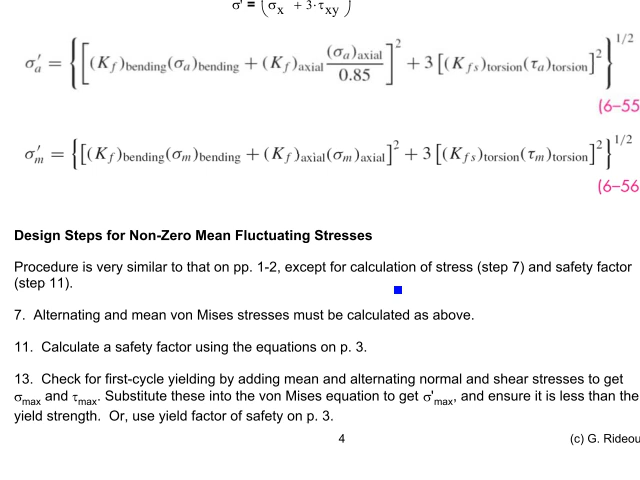 σ' = (σx + 3·τxy)
σ′a = {[(Kf)bending(σa)bending + (Kf)axial (σa)axial/0.85]² + 3[(Kfs)torsion(τa)torsion]²}^1/2
(6–55
σ′m = {[(Kf)bending(σm)bending + (Kf)axial(σm)axial]² + 3[(Kfs)torsion(τm)torsion]²}^1/2
(6–56
Design Steps for Non-Zero Mean Fluctuating Stresses
Procedure is very similar to that on pp. 1-2, except for calculation of stress (step 7) and safety factor
(step 11).
7. Alternating and mean von Mises stresses must be calculated as above.
11. Calculate a safety factor using the equations on p. 3.
13. Check for first-cycle yielding by adding mean and alternating normal and shear stresses to get
σmax and τmax. Substitute these into the von Mises equation to get σ'max, and ensure it is less than the
yield strength. Or, use yield factor of safety on p. 3.
4
(c) G. Rideou